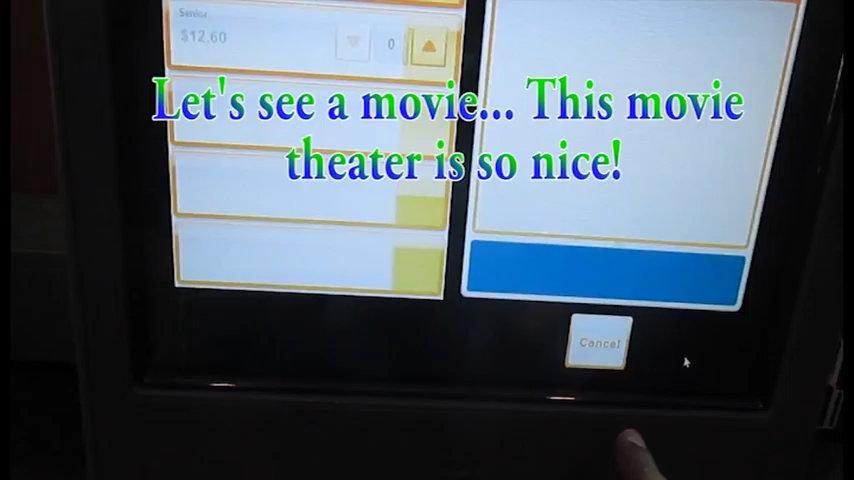 Senior
$12.60
0
Let's see a movie... This movie
theater is so nice!
Cancel